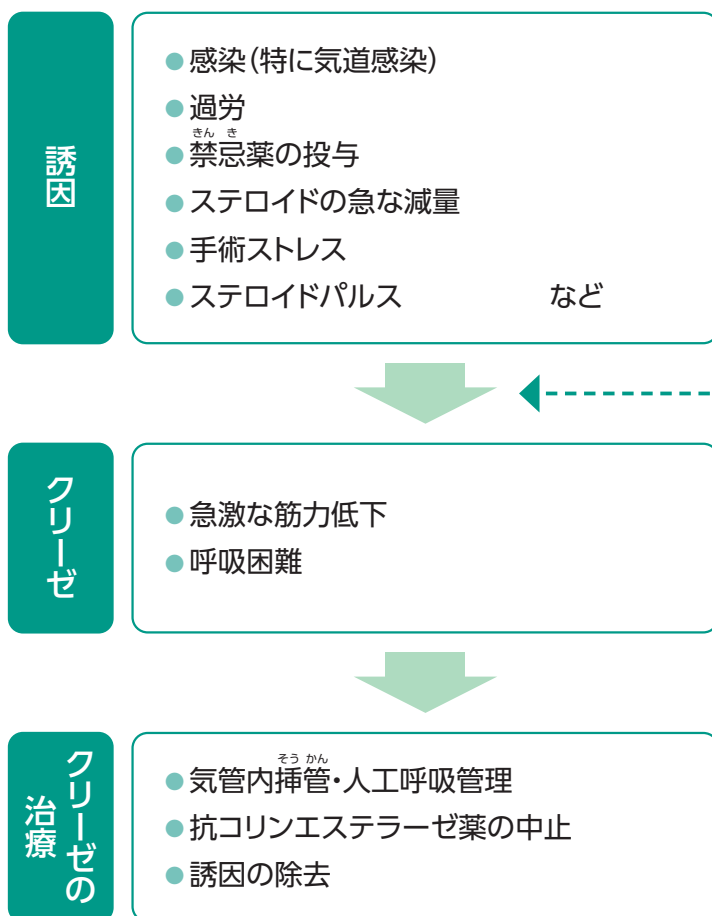 誘因
●感染(特に気道感染)
●過労
きん き
●禁忌薬の投与
●ステロイドの急な減量
●手術ストレス
●ステロイドパルス など
クリーゼ
●急激な筋力低下
●呼吸困難
クリーゼの
治療
そう かん
●気管内挿管・人工呼吸管理
●抗コリンエステラーゼ薬の中止
●誘因の除去